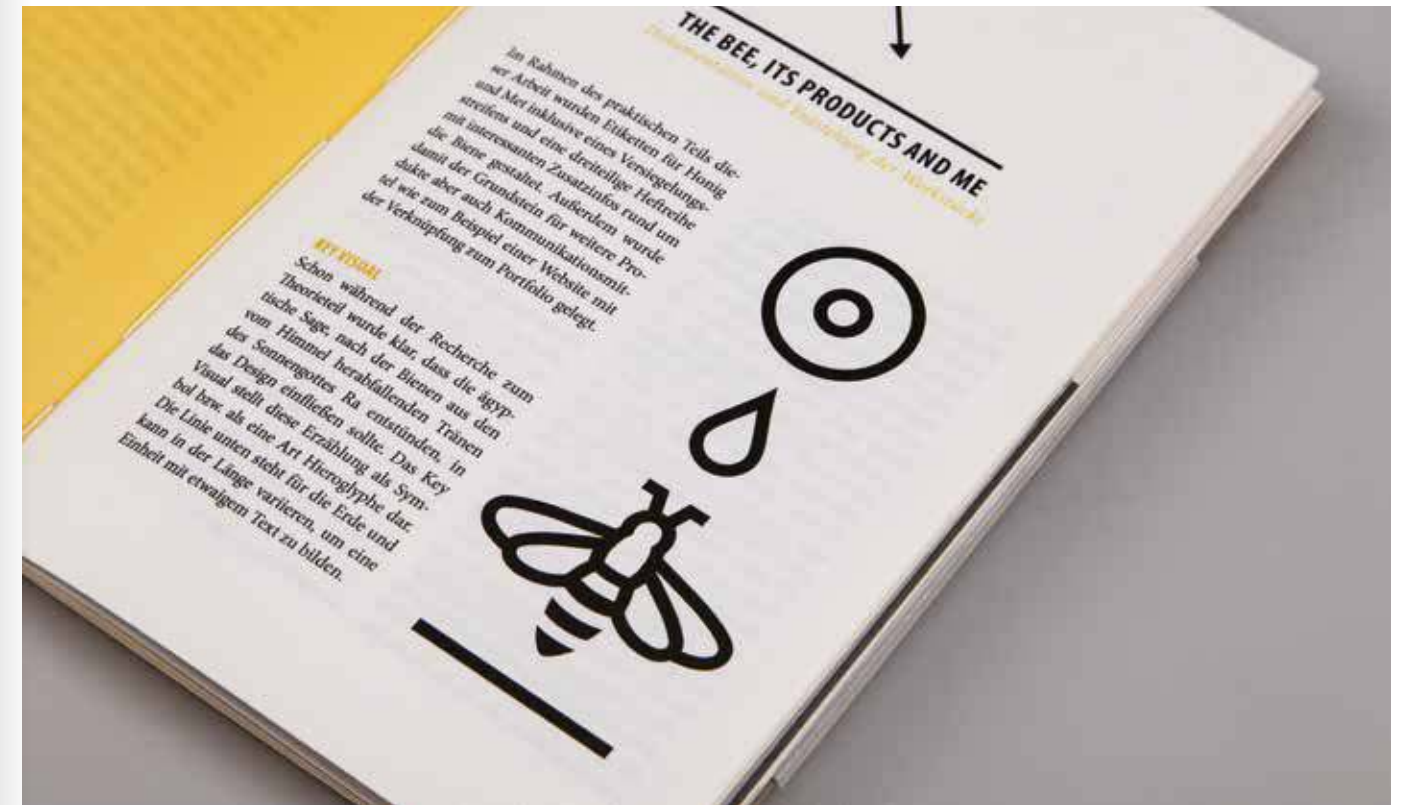 THE BEE, ITS PRODUCTS AND ME
Dokumentation und Entstehung der Werkstücke
Im Rahmen des praktischen Teils die-
ser Arbeit wurden Etiketten für Honig
und Met inklusive eines Versiegelungs-
streifens und eine dreiteilige Heftreihe
mit interessanten Zusatzinfos rund um
die Biene gestaltet. Außerdem wurde
damit der Grundstein für weitere Pro-
dukte aber auch Kommunikationsmit-
tel wie zum Beispiel einer Website mit
der Verknüpfung zum Portfolio gelegt.
KEY VISUAL
Schon während der Recherche zum
Theorieteil wurde klar, dass die ägyp-
tische Sage, nach der Bienen aus den
vom Himmel herabfallenden Tränen
des Sonnengottes Ra entstünden, in
das Design einfließen sollte. Das Key
Visual stellt diese Erzählung als Sym-
bol bzw. als eine Art Hieroglyphe dar.
Die Linie unten steht für die Erde und
kann in der Länge variieren, um eine
Einheit mit etwaigem Text zu bilden.